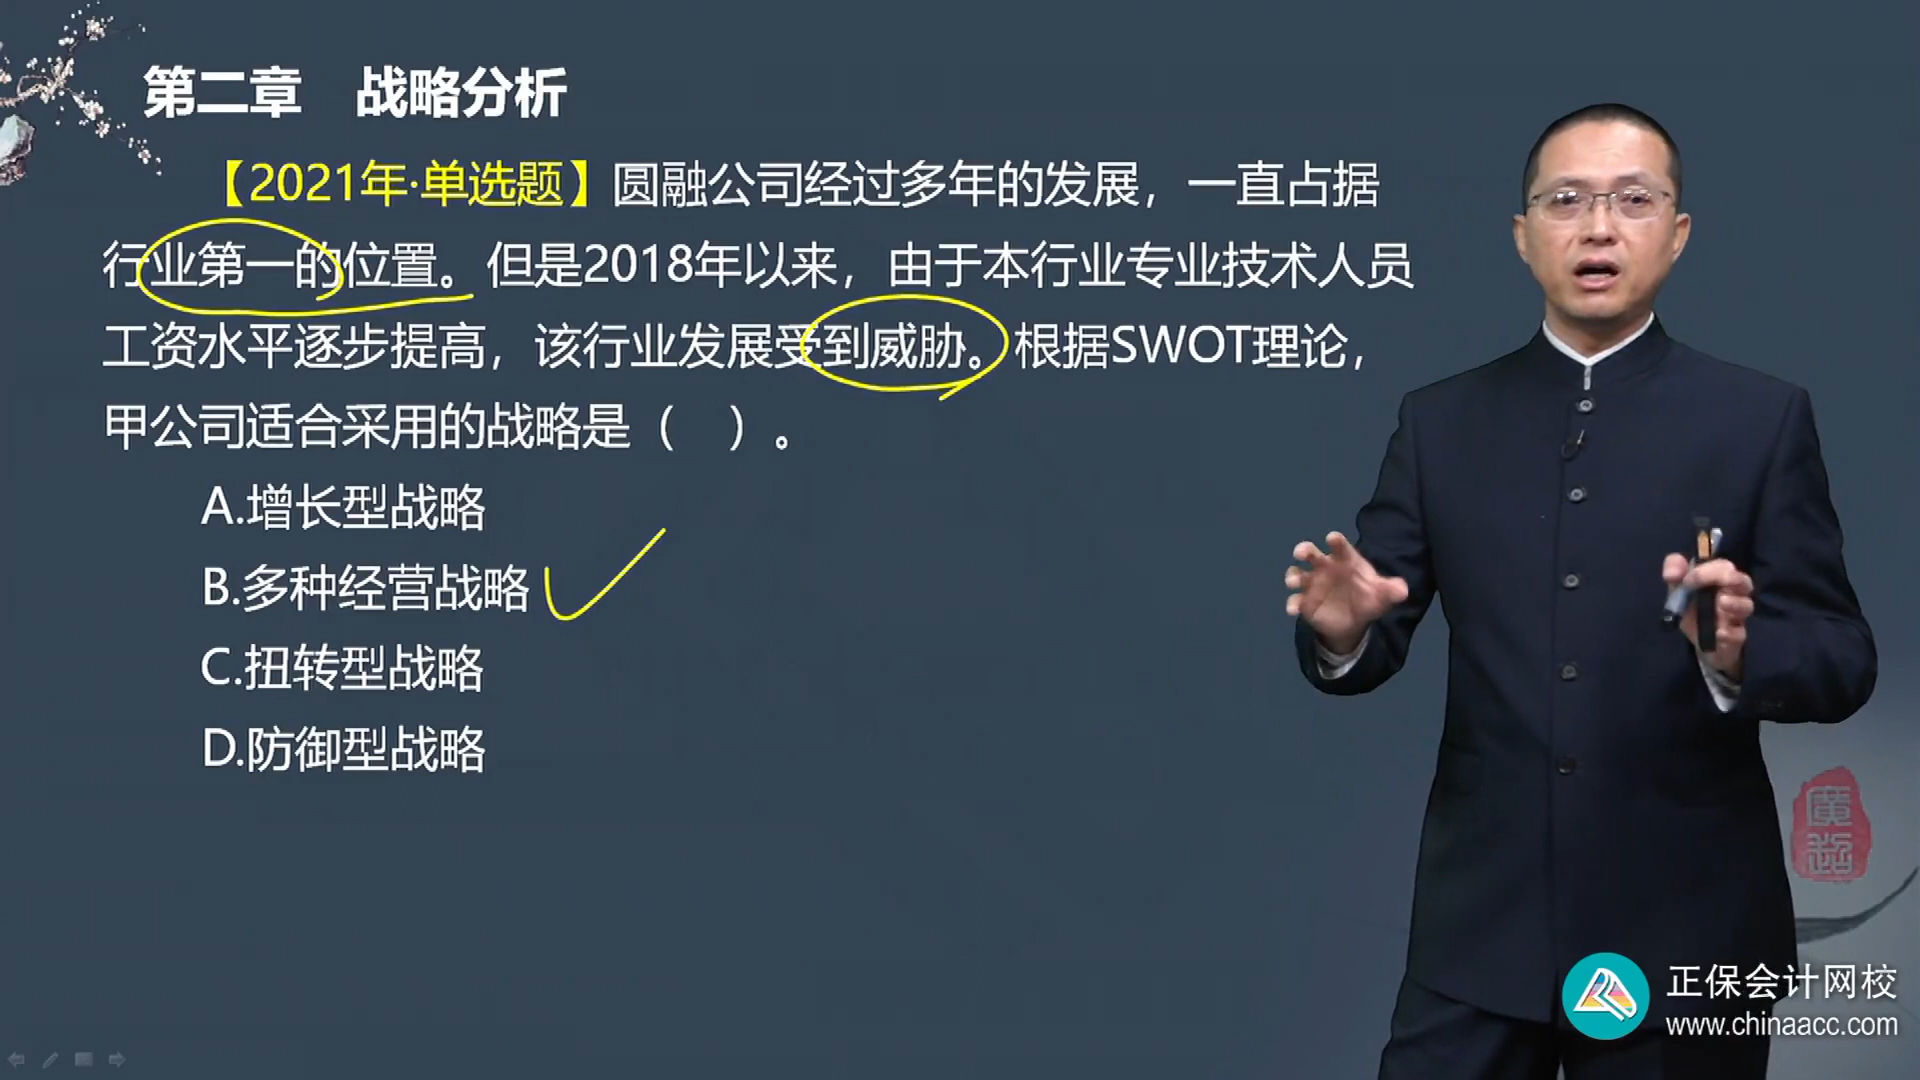 第二章 战略分析
【2021年·单选题】圆融公司经过多年的发展，一直占据
行业第一的位置。但是2018年以来，由于本行业专业技术人员
工资水平逐步提高，该行业发展受到威胁。根据SWOT理论，
甲公司适合采用的战略是（ ）。
A.增长型战略
B.多种经营战略
C.扭转型战略
D.防御型战略
正保会计网校
www.chinaacc.com